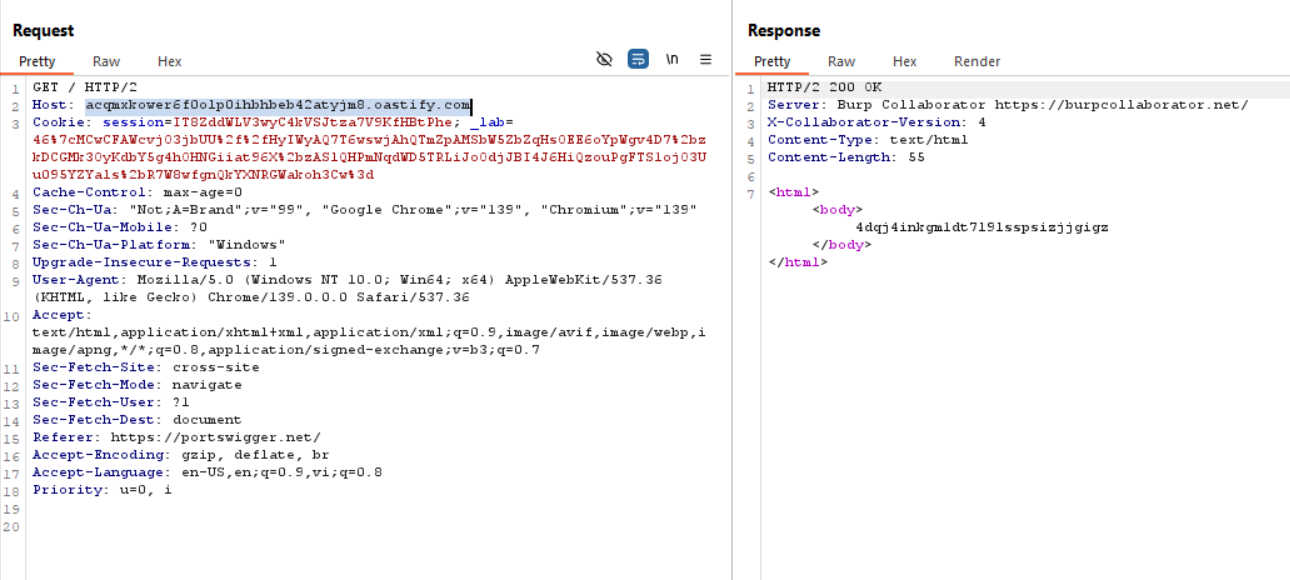 Request
Pretty Raw Hex \n
1 GET / HTTP/2
2 Host: acqmxkower6f0olp0ihbhbeb42atyjm8.oastify.com
3 Cookie: session=IT8ZddWLV3wyC4kVSJtza7V9KfHBtPhe; _lab=
46%7cMCwCFAWcvj03jbUU%2f%2fHyIWyAQ7T6wswjAhQTmZpAMSbW5ZbZqHs0EE6oYpWgv4D7%2bz
kDCGMk30yKdbY5g4h0HNGiiat96X%2bzASlQHPmNqdWD5TRLiJo0djJBI4J6HiQzouPgFTSloj03U
u095YZYals%2bR7W8wfgnQkYXNRGWakoh3Cw%3d
4 Cache-Control: max-age=0
5 Sec-Ch-Ua: "Not;A=Brand";v="99", "Google Chrome";v="139", "Chromium";v="139"
6 Sec-Ch-Ua-Mobile: ?0
7 Sec-Ch-Ua-Platform: "Windows"
8 Upgrade-Insecure-Requests: 1
9 User-Agent: Mozilla/5.0 (Windows NT 10.0; Win64; x64) AppleWebKit/537.36
(KHTML, like Gecko) Chrome/139.0.0.0 Safari/537.36
10 Accept:
text/html,application/xhtml+xml,application/xml;q=0.9,image/avif,image/webp,i
mage/apng,*/*;q=0.8,application/signed-exchange;v=b3;q=0.7
11 Sec-Fetch-Site: cross-site
12 Sec-Fetch-Mode: navigate
13 Sec-Fetch-User: ?1
14 Sec-Fetch-Dest: document
15 Referer: https://portswigger.net/
16 Accept-Encoding: gzip, deflate, br
17 Accept-Language: en-US,en;q=0.9,vi;q=0.8
18 Priority: u=0, i
19
20
Response
Pretty Raw Hex Render
1 HTTP/2 200 OK
2 Server: Burp Collaborator https://burpcollaborator.net/
3 X-Collaborator-Version: 4
4 Content-Type: text/html
5 Content-Length: 55
6
7 <html>
<body>
4dqj4inkgmldt7l9lsspsizjjgigz
</body>
</html>